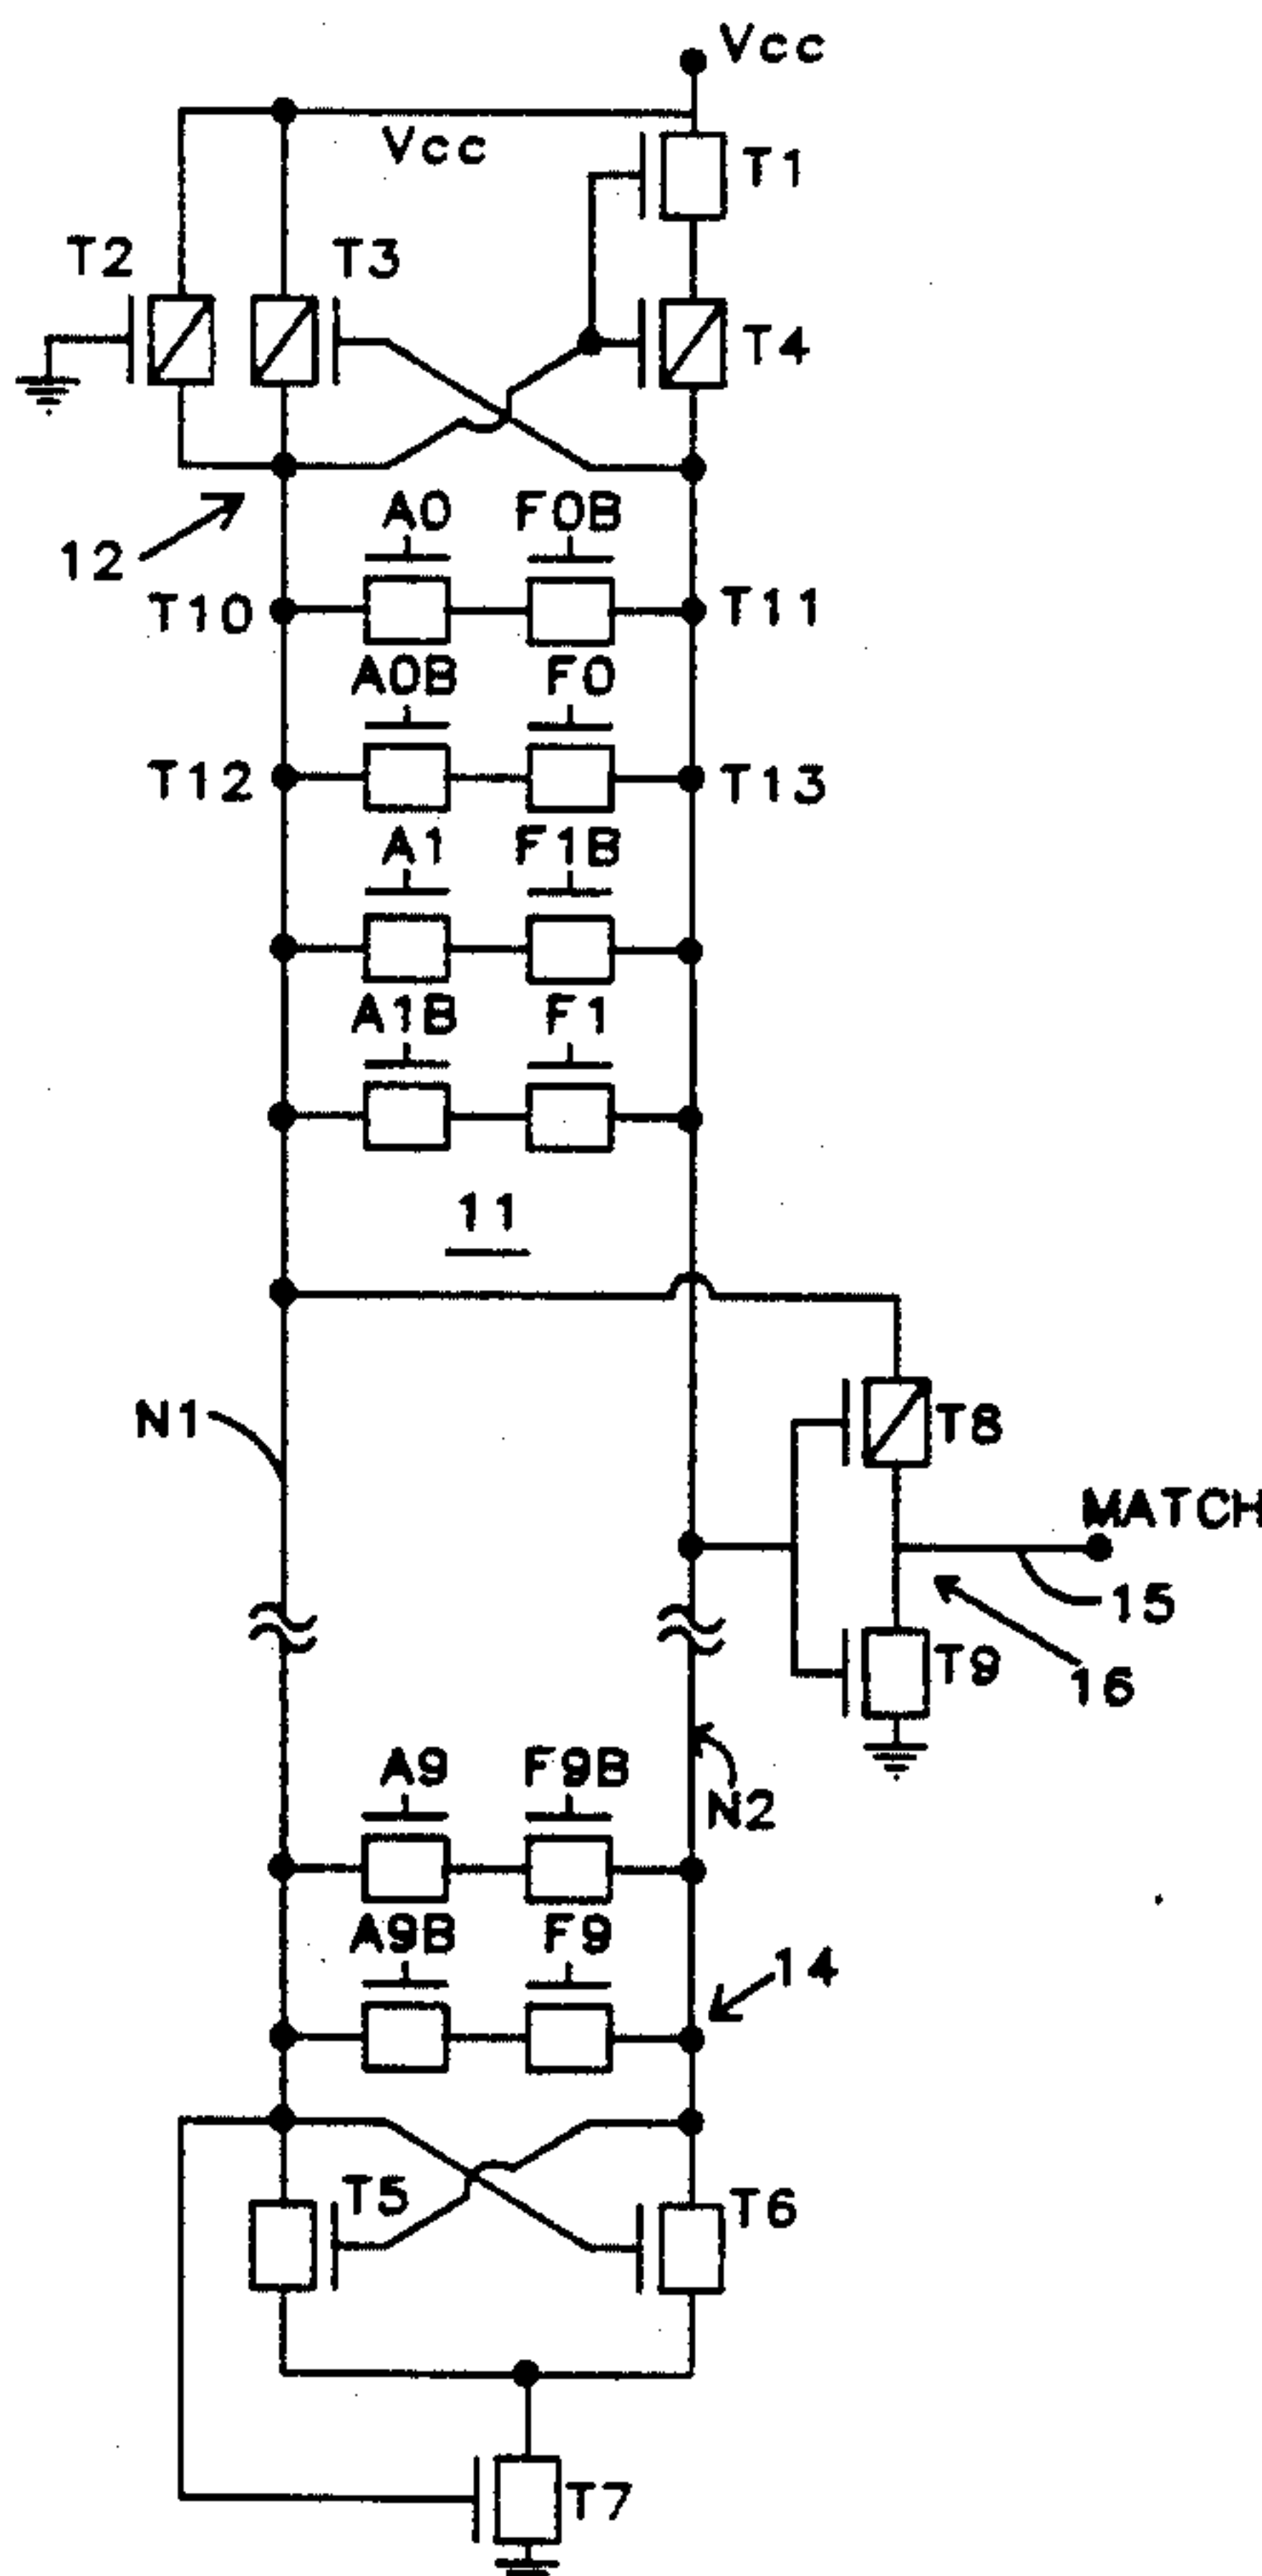 Vcc
Vcc
T1
T2
T3
T4
12
A0
F0B
T10
T11
A0B
F0
T12
T13
A1
F1B
A1B
F1
11
N1
T8
MATCH
15
T9
16
A9
F9B
N2
A9B
F9
14
T5
T6
T7